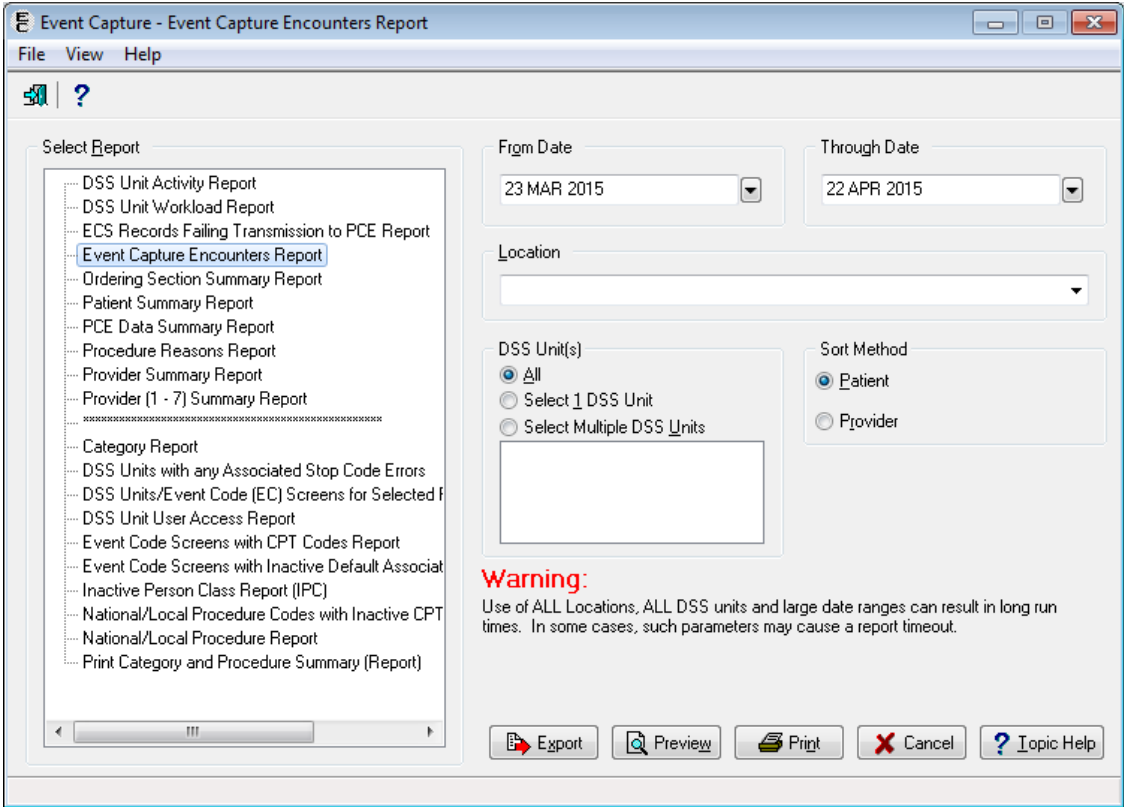 Event Capture - Event Capture Encounters Report
File View Help
Select Report
DSS Unit Activity Report
DSS Unit Workload Report
ECS Records Failing Transmission to PCE Report
Event Capture Encounters Report
Ordering Section Summary Report
Patient Summary Report
PCE Data Summary Report
Procedure Reasons Report
Provider Summary Report
Provider (1 - 7) Summary Report
Category Report
DSS Units with any Associated Stop Code Errors
DSS Units/Event Code (EC) Screens for Selected
DSS Unit User Access Report
Event Code Screens with CPT Codes Report
Event Code Screens with Inactive Default Associat
Inactive Person Class Report (IPC)
National/Local Procedure Codes with Inactive CPT
National/Local Procedure Report
Print Category and Procedure Summary (Report)
From Date
23 MAR 2015
Through Date
22 APR 2015
Location
DSS Unit(s)
All
Select 1 DSS Unit
Select Multiple DSS Units
Sort Method
Patient
Provider
Warning:
Use of ALL Locations, ALL DSS units and large date ranges can result in long run
times. In some cases, such parameters may cause a report timeout.
Export Preview Print Cancel ? Topic Help